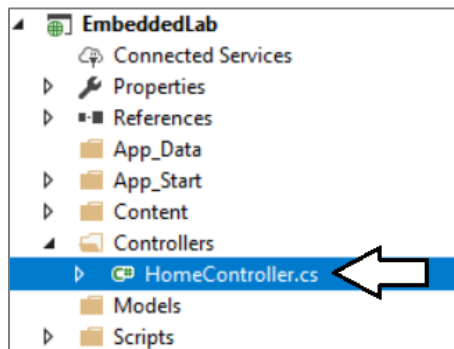 EmbeddedLab
Connected Services
Properties
References
App_Data
App_Start
Content
Controllers
C# HomeController.cs
Models
Scripts